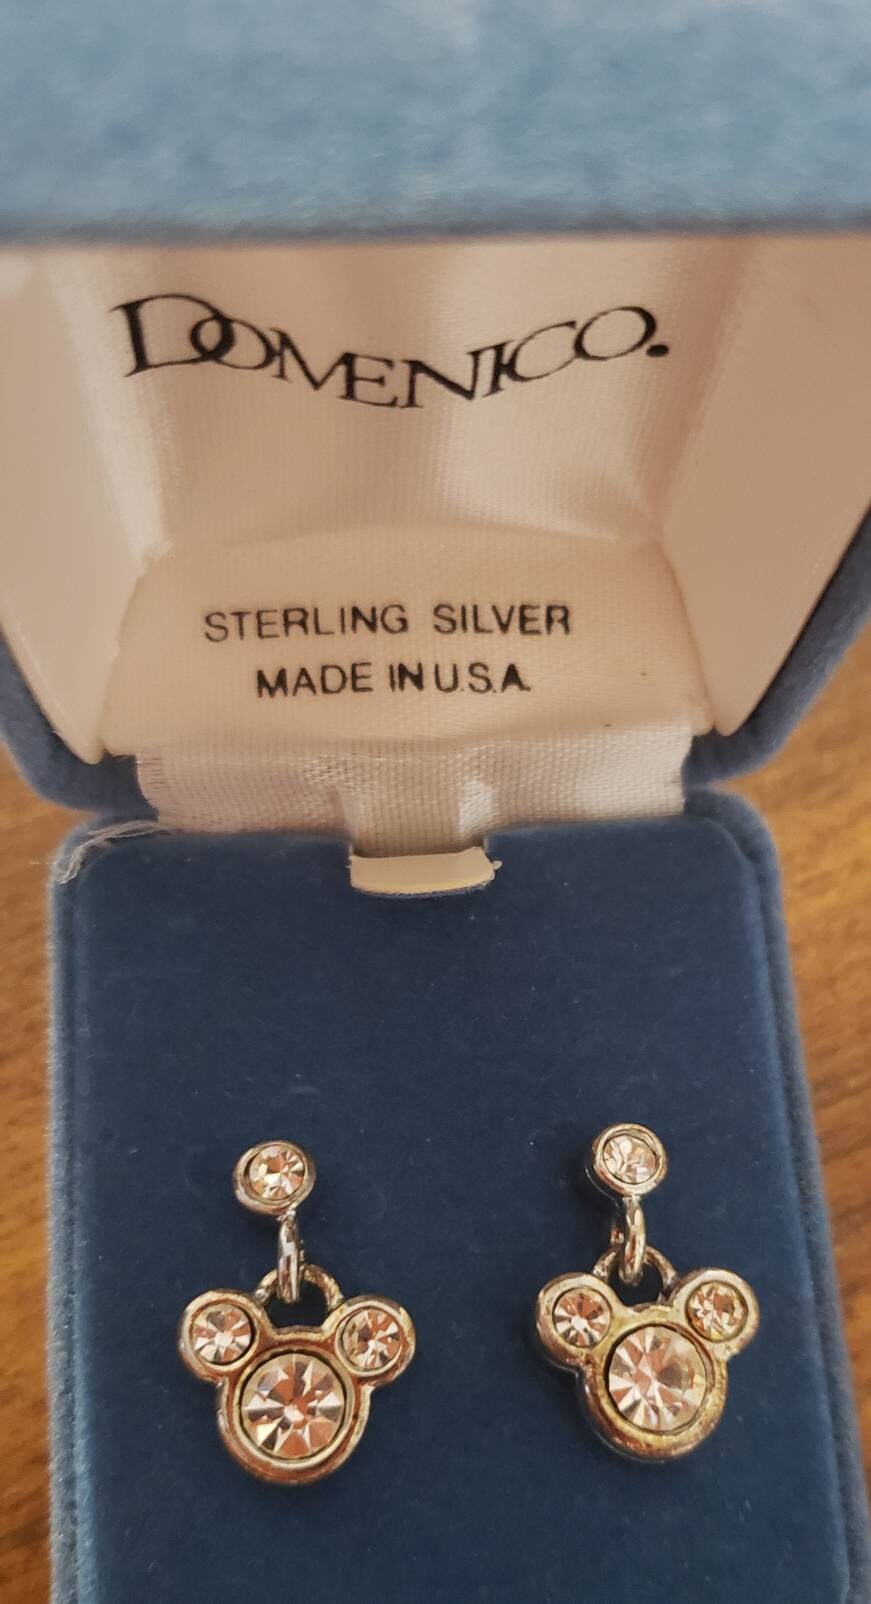 DOMENICO.
STERLING SILVER
MADE IN U.S.A.